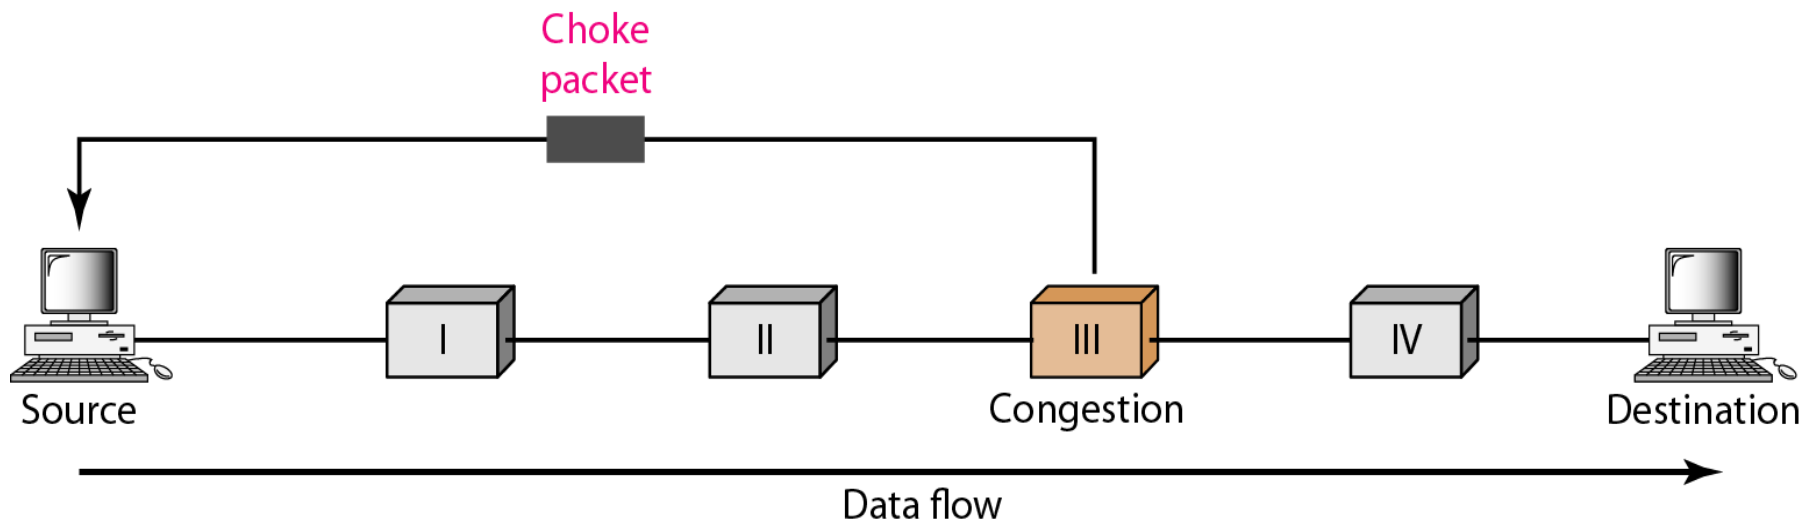 Choke
packet
I
II
III
IV
Source
Congestion
Destination
Data flow